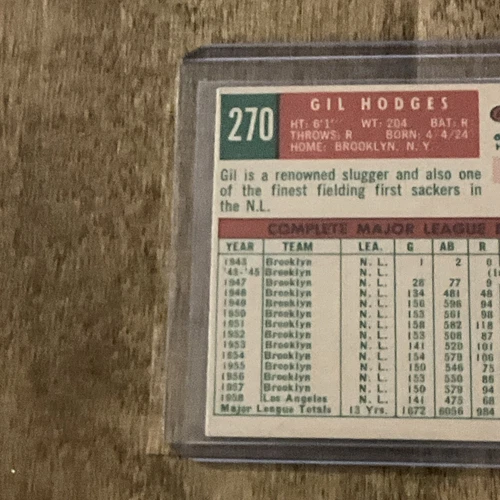 270
GIL HODGES
HT: 6'1" WT: 204 BAT: R
THROWS: R BORN: 4/4/24
HOME: BROOKLYN, N. Y.
Gil is a renowned slugger and also one
of the finest fielding first sackers in
the N.L.
COMPLETE MAJOR LEAGUE
YEAR TEAM LEA. G AB R
1943 Brooklyn N. L. 1 2 0
'43-'45 Brooklyn N. L.
1947 Brooklyn N. L. 28 77 9
1948 Brooklyn N. L. 134 481 48
1949 Brooklyn N. L. 156 596 94
1950 Brooklyn N. L. 153 561 98
1951 Brooklyn N. L. 158 582 118
1952 Brooklyn N. L. 153 508 87
1953 Brooklyn N. L. 141 520 101
1954 Brooklyn N. L. 154 579 106
1955 Brooklyn N. L. 150 546 75
1956 Brooklyn N. L. 153 550 86
1957 Brooklyn N. L. 150 579 94
1958 Los Angeles N. L. 141 475 68
Major League Totals 13 Yrs. 1672 6056 984